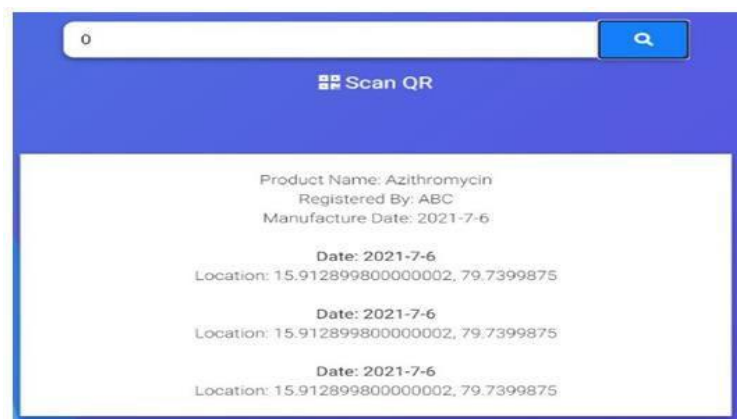 0
Scan QR
Product Name: Azithromycin
Registered By: ABC
Manufacture Date: 2021-7-6
Date: 2021-7-6
Location: 15.912899800000002, 79.7399875
Date: 2021-7-6
Location: 15.912899800000002, 79.7399875
Date: 2021-7-6
Location: 15.912899800000002, 79.7399875